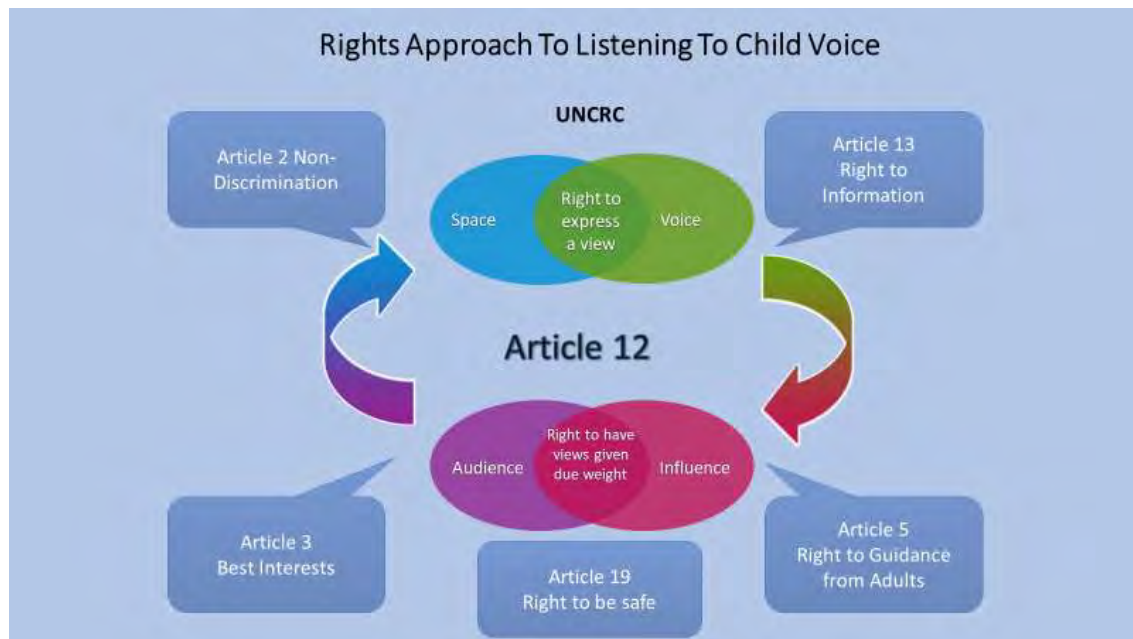 Rights Approach To Listening To Child Voice
UNCRC
Article 2 Non-
Discrimination
Article 13
Right to
Information
Space
Right to
express
a view
Voice
Article 12
Audience
Right to have
views given
due weight
Influence
Article 3
Best Interests
Article 19
Right to be safe
Article 5
Right to Guidance
from Adults